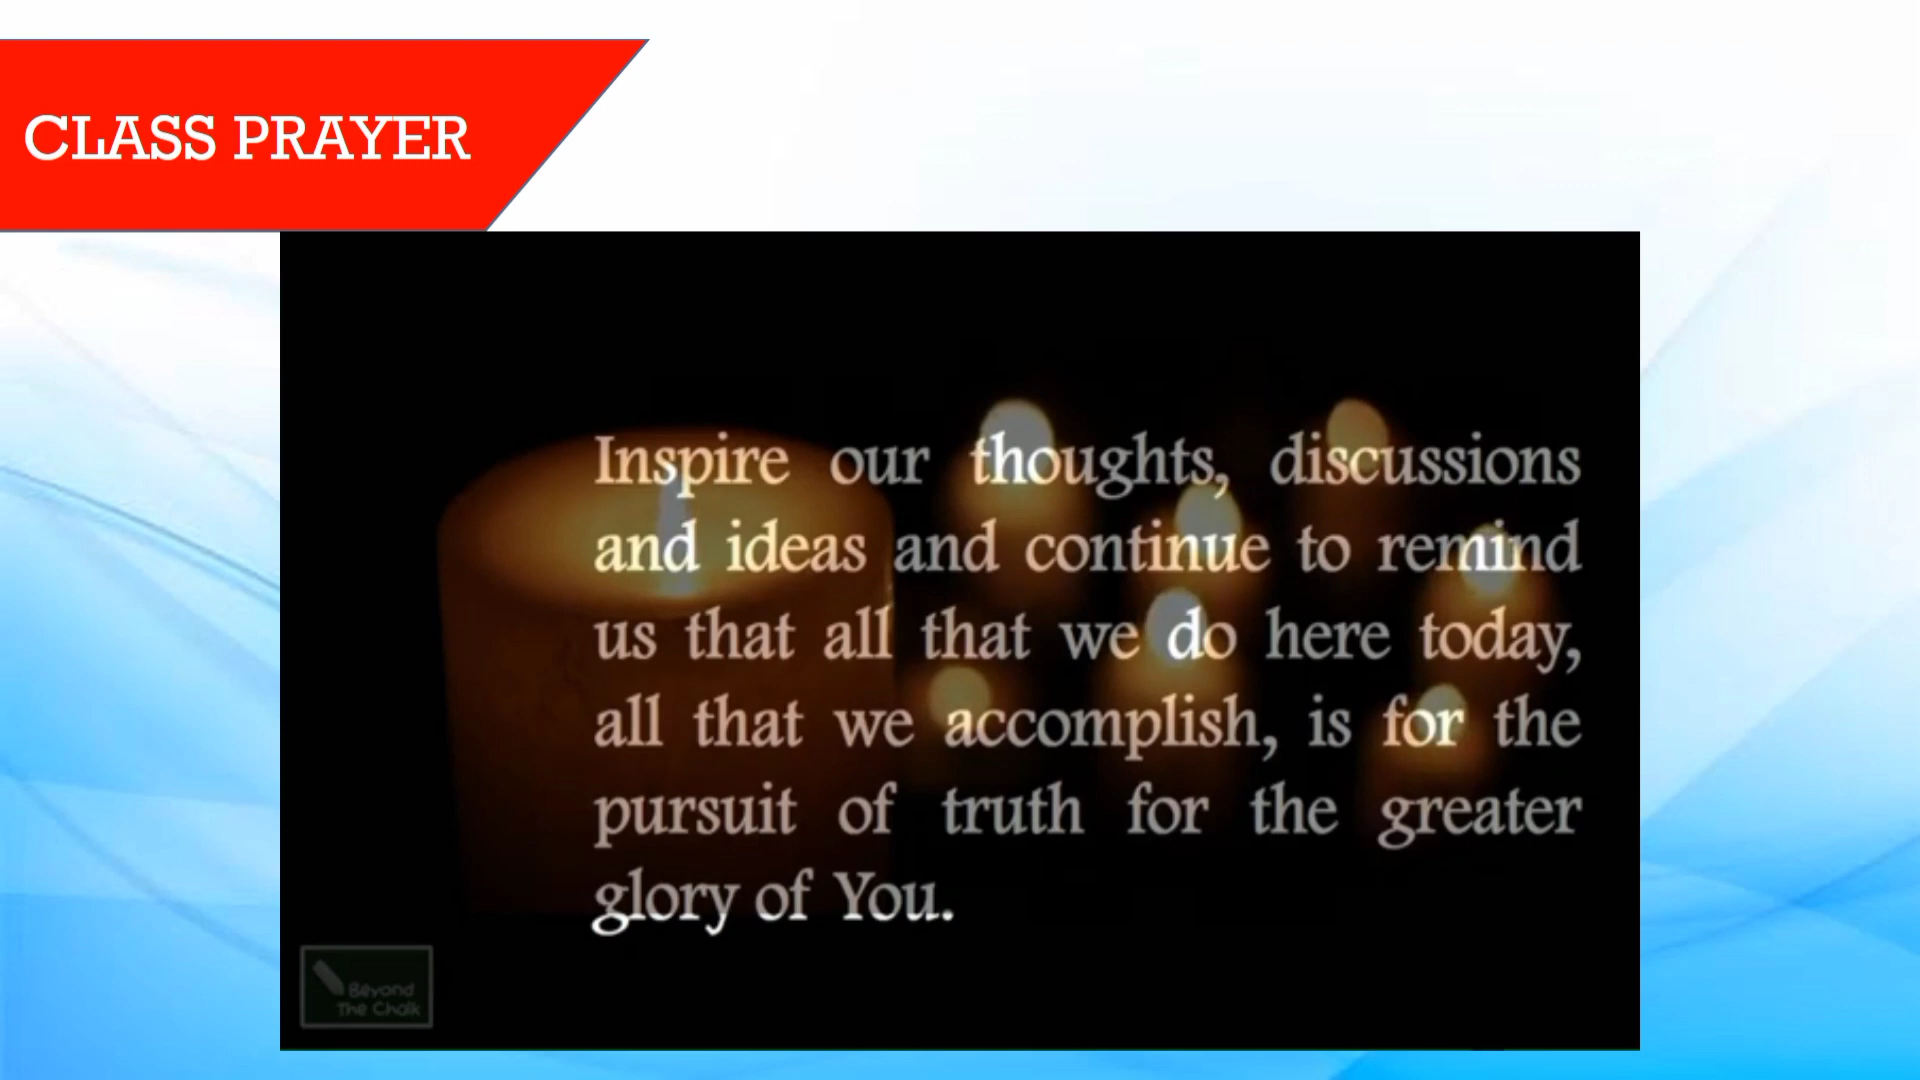 CLASS PRAYER
Inspire our thoughts, discussions
and ideas and continue to remind
us that all that we do here today,
all that we accomplish, is for the
pursuit of truth for the greater
glory of You.
Beyond
The Chalk